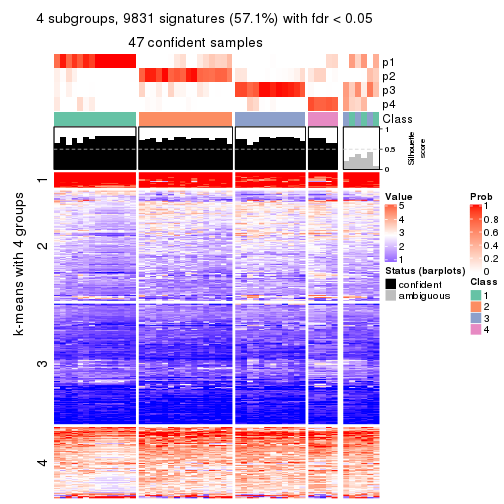 4 subgroups, 9831 signatures (57.1%) with fdr < 0.05
47 confident samples
p1
p2
p3
p4
Class
1
0.5
0
Silhouette
score
k-means with 4 groups
1
2
3
4
Value
5
4
3
2
1
Status (barplots)
confident
ambiguous
Prob
1
0.8
0.6
0.4
0.2
0
Class
1
2
3
4